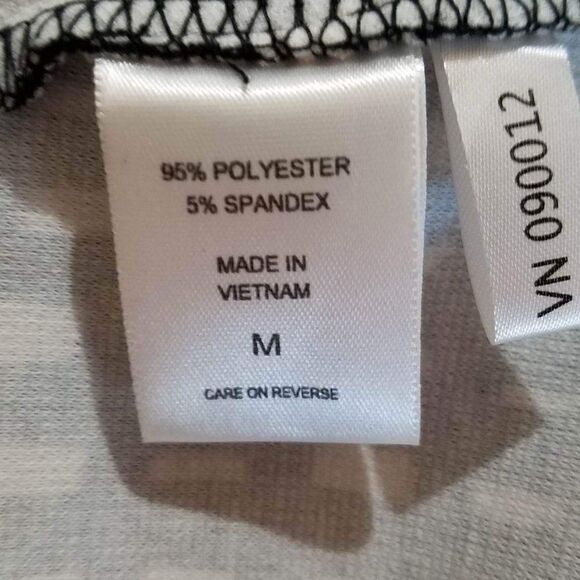 95% POLYESTER
5% SPANDEX
MADE IN
VIETNAM
M
CARE ON REVERSE
VN 090012